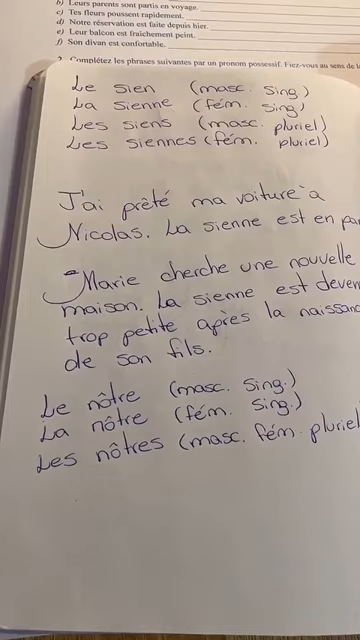 b) Leurs parents sont partis en voyage.
c) Tes fleurs poussent rapidement.
d) Notre réservation est faite depuis hier.
e) Leur balcon est fraîchement peint.
f) Son divan est confortable.
2. Complétez les phrases suivantes par un pronom possessif. Fiez-vous au sens de
Le sien (masc. sing.)
La sienne (fém. sing)
Les siens (masc. pluriel)
Les siennes (fém. pluriel)
J'ai prêté ma voiture à
Nicolas. La sienne est en
Marie cherche une nouvelle
maison. La sienne est
trop petite après la
de son fils.
Le nôtre (masc. sing.)
La nôtre (fém. sing.)
Les nôtres (masc. fém. pluriel